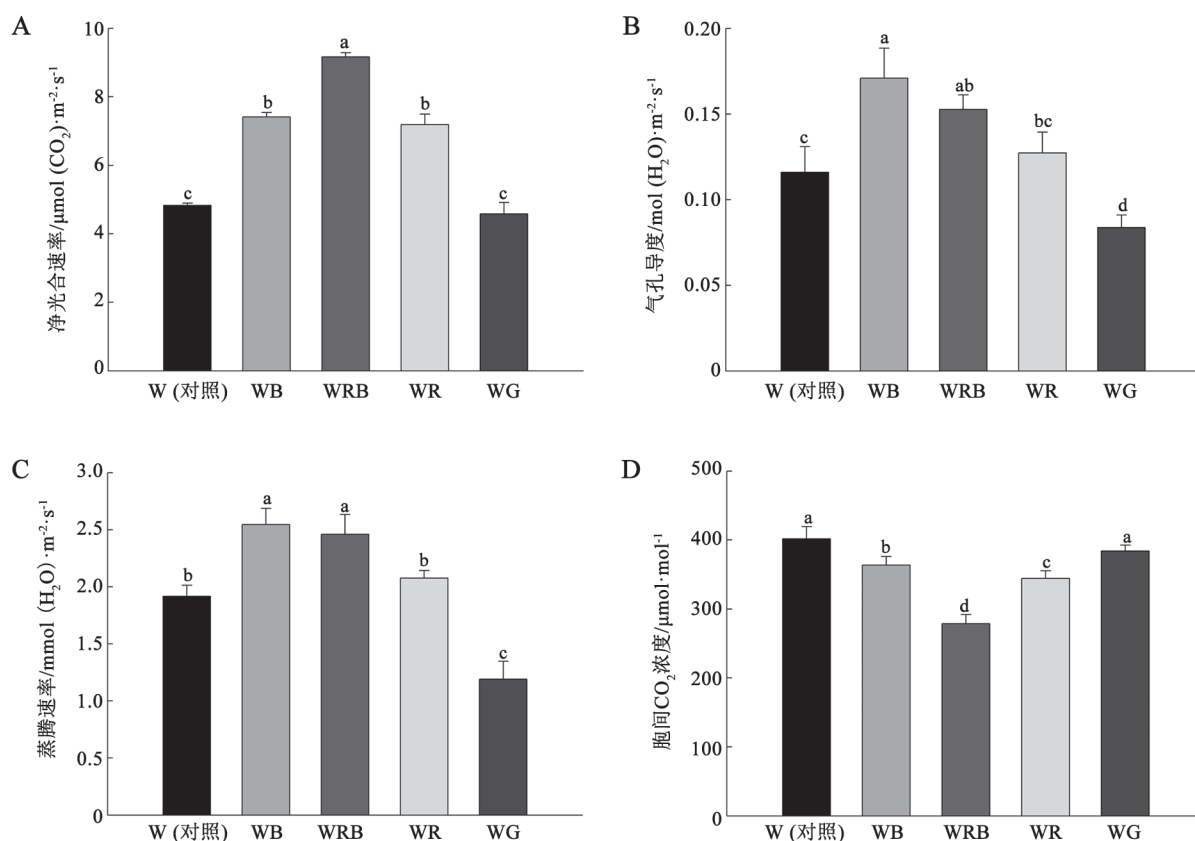 A
净光合速率/μmol (CO₂)·m⁻²·s⁻¹
10
8
6
4
2
0
c
b
a
b
c
W (对照)
WB
WRB
WR
WG
B
气孔导度/mol (H₂O)·m⁻²·s⁻¹
0.20
0.15
0.10
0.05
0
c
a
ab
bc
d
W (对照)
WB
WRB
WR
WG
C
蒸腾速率/mmol (H₂O)·m⁻²·s⁻¹
3.0
2.5
2.0
1.5
1.0
0.5
0
b
a
a
b
c
W (对照)
WB
WRB
WR
WG
D
胞间CO₂浓度/μmol·mol⁻¹
500
400
300
200
100
0
a
b
d
c
a
W (对照)
WB
WRB
WR
WG